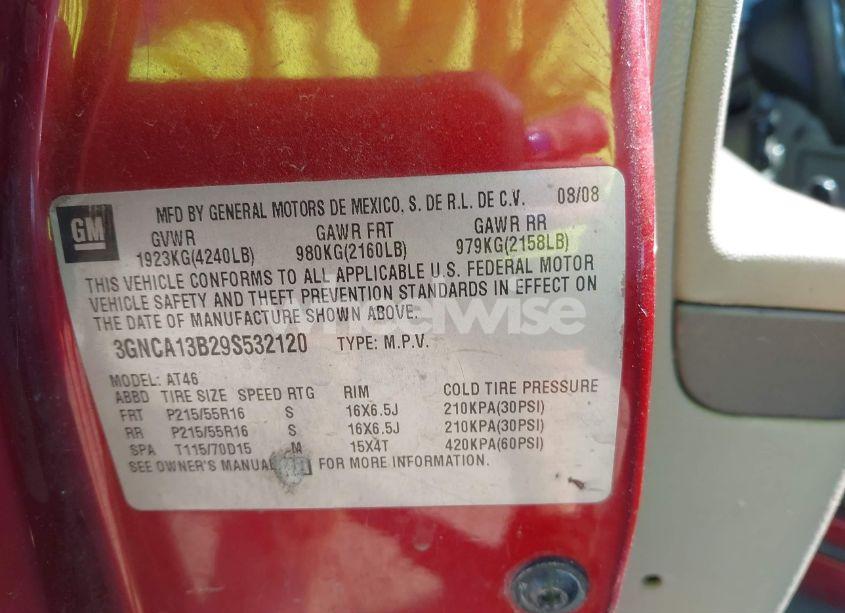 GM
MFD BY GENERAL MOTORS DE MEXICO, S. DE R.L. DE C.V. 08/08
GVWR GAWR FRT GAWR RR
1923KG(4240LB) 980KG(2160LB) 979KG(2158LB)
THIS VEHICLE CONFORMS TO ALL APPLICABLE U.S. FEDERAL MOTOR
VEHICLE SAFETY AND THEFT PREVENTION STANDARDS IN EFFECT ON
THE DATE OF MANUFACTURE SHOWN ABOVE.
wheelwise
3GNCA13B29S532120 TYPE: M.P.V.
MODEL: AT46
ABBD TIRE SIZE SPEED RTG RIM COLD TIRE PRESSURE
FRT P215/55R16 S 16X6.5J 210KPA(30PSI)
RR P215/55R16 S 16X6.5J 210KPA(30PSI)
SPA T115/70D15 M 15X4T 420KPA(60PSI)
SEE OWNER'S MANUAL FOR MORE INFORMATION.